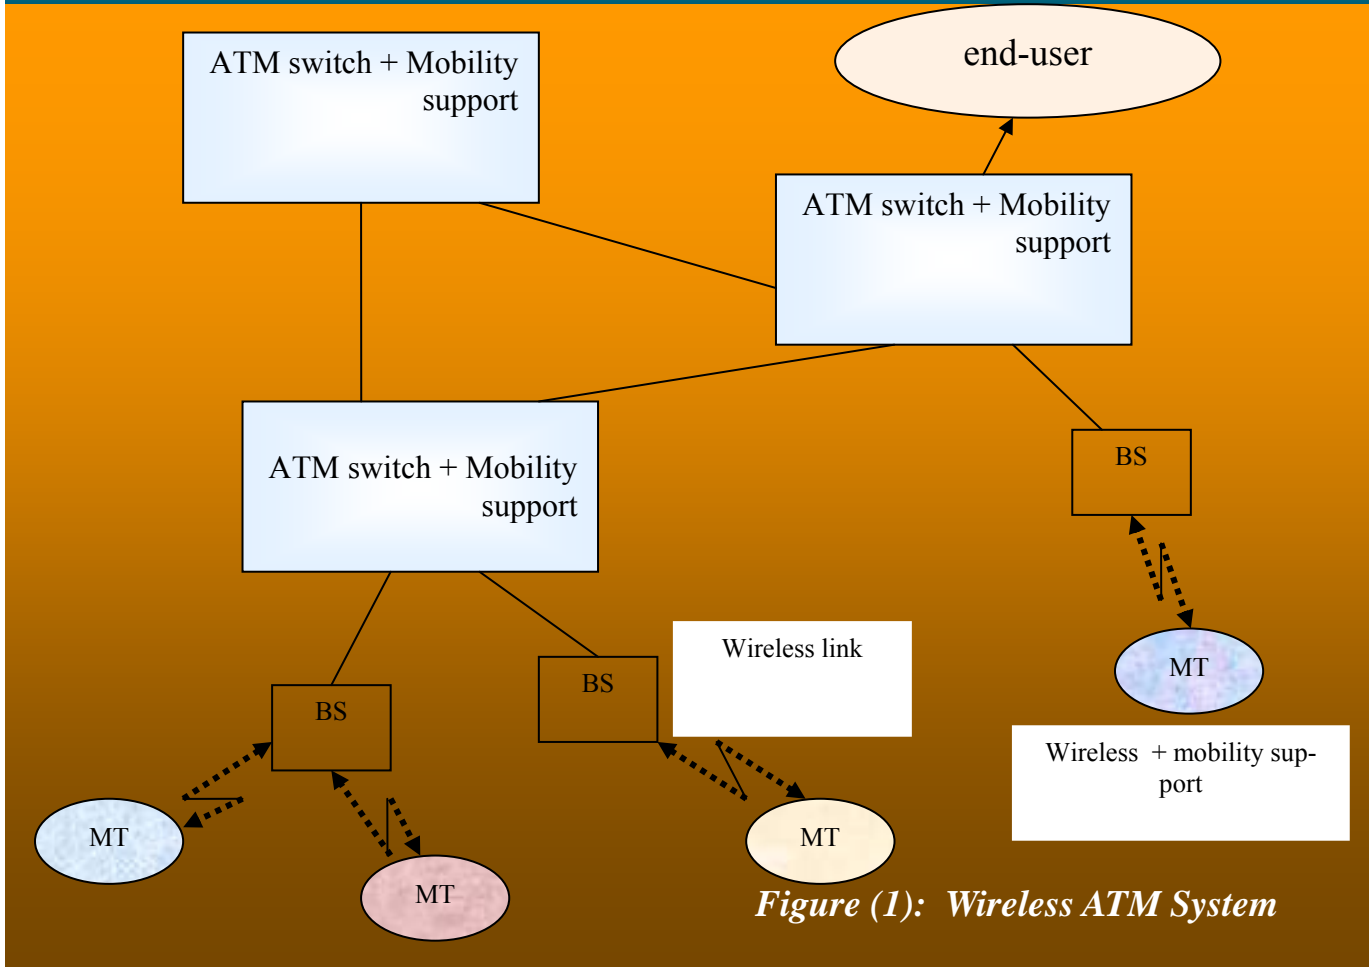 ATM switch + Mobility
support
end-user
ATM switch + Mobility
support
ATM switch + Mobility
support
BS
Wireless link
BS
MT
BS
Wireless + mobility sup-
port
MT
MT
MT
Figure (1): Wireless ATM System